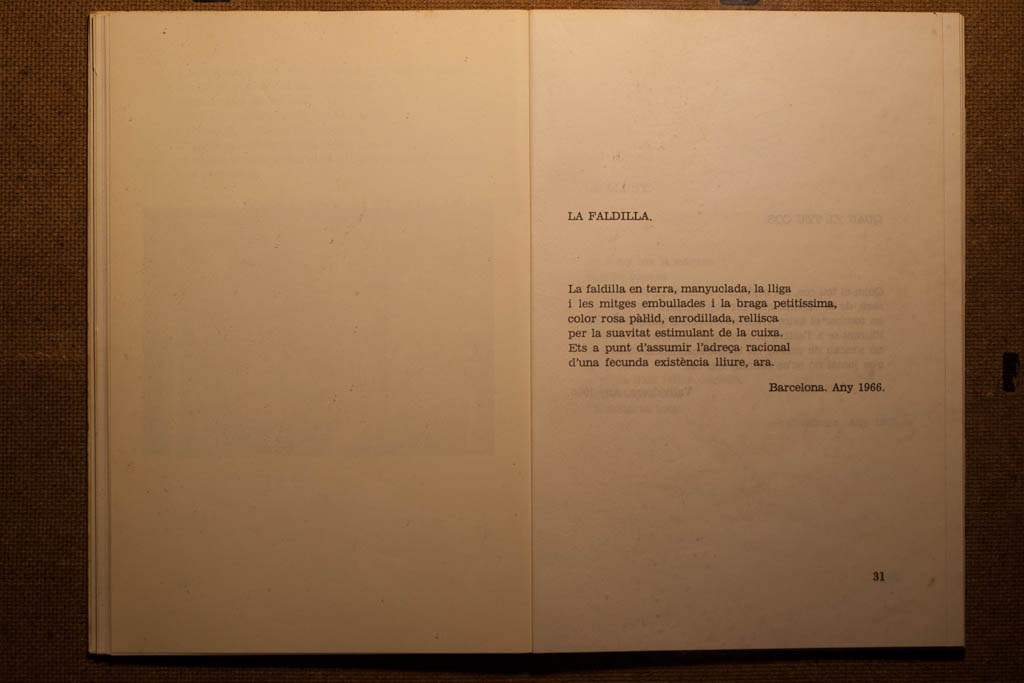 LA FALDILLA.
La faldilla en terra, manyuclada, la lliga
i les mitges embullades i la braga petitíssima,
color rosa pàŀlid, enrodillada, rellisca
per la suavitat estimulant de la cuixa.
Ets a punt d'assumir l'adreça racional
d'una fecunda existència lliure, ara.
Barcelona. Any 1966.
31